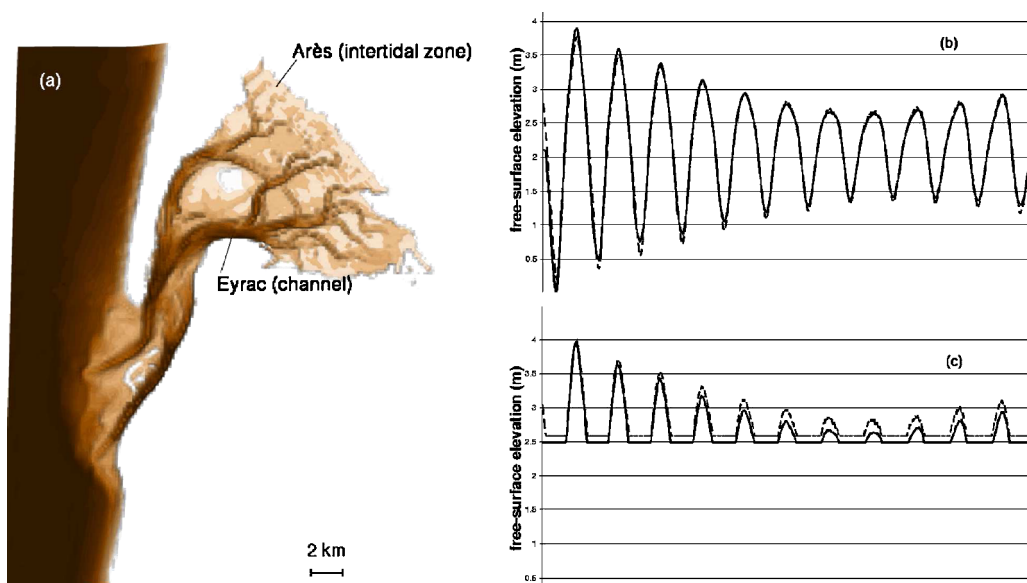 (a)
Arès (intertidal zone)
Eyrac (channel)
2 km
(b)
free-surface elevation (m)
4
3.5
3
2.5
2
1.5
1
0.5
(c)
free-surface elevation (m)
4
3.5
3
2.5
2
1.5
1
0.5